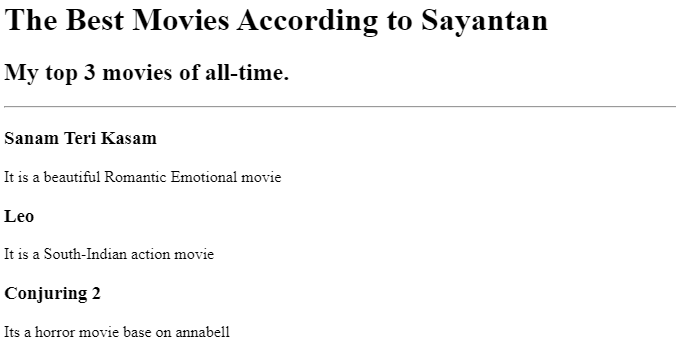 The Best Movies According to Sayantan
My top 3 movies of all-time.
Sanam Teri Kasam
It is a beautiful Romantic Emotional movie
Leo
It is a South-Indian action movie
Conjuring 2
Its a horror movie base on annabell